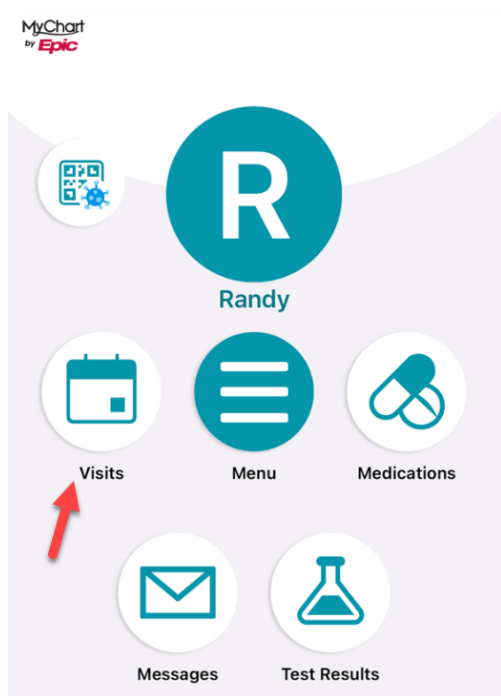 MyChart
by Epic
R
Randy
Visits
Menu
Medications
Messages
Test Results